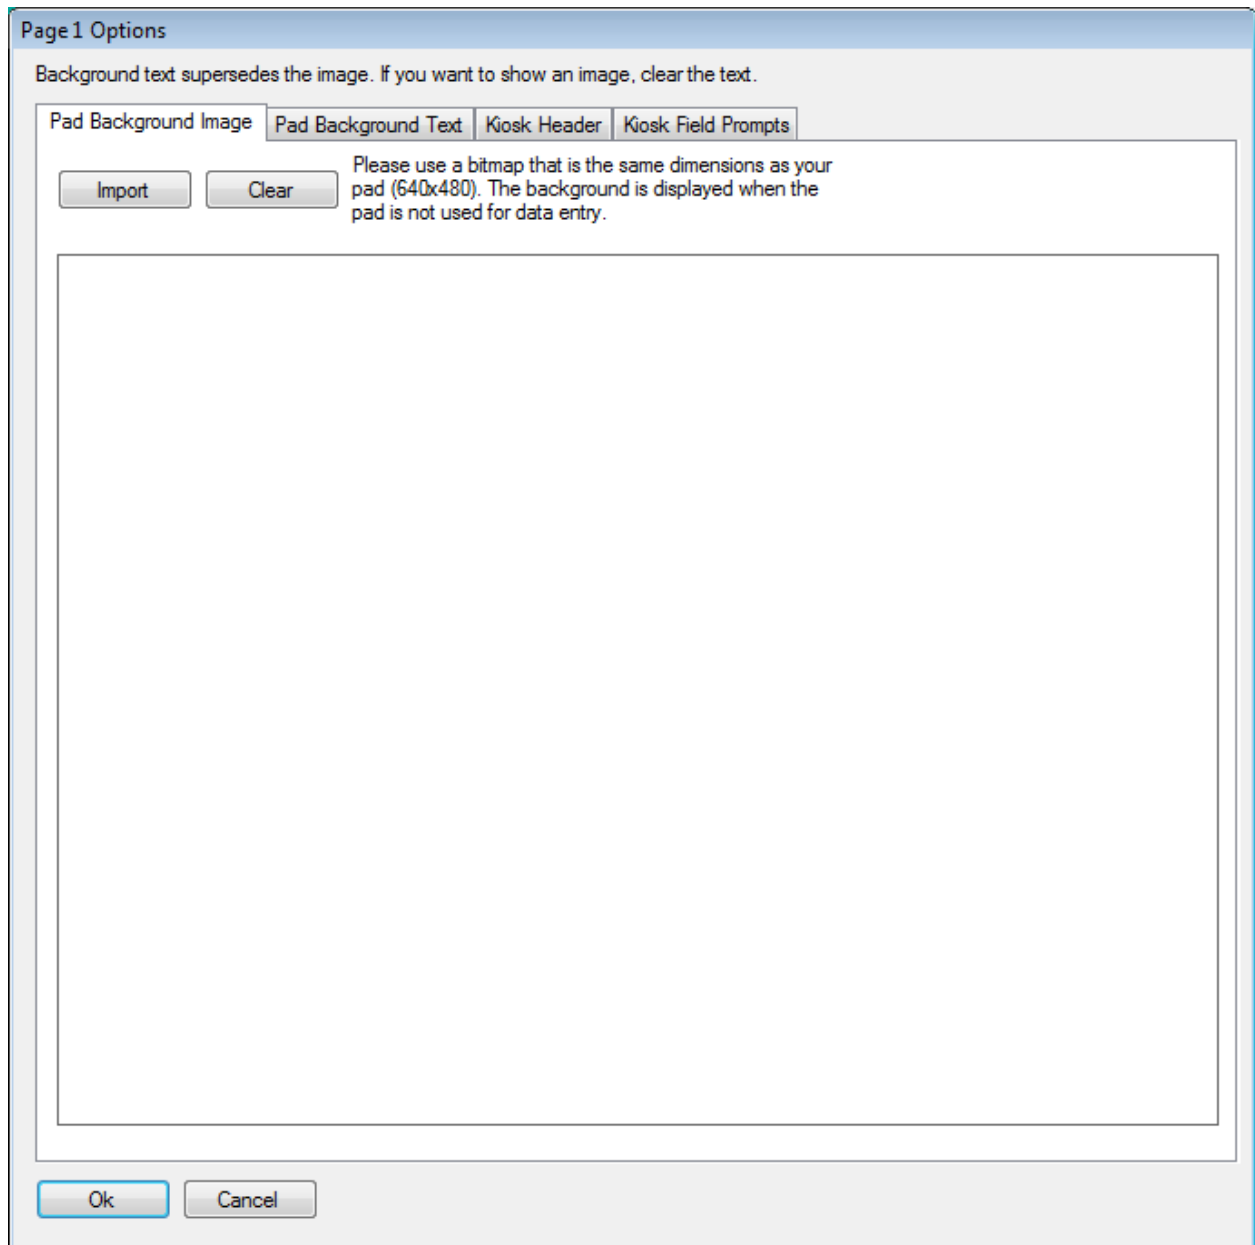 Page 1 Options
Background text supersedes the image. If you want to show an image, clear the text.
Pad Background Image
Pad Background Text
Kiosk Header
Kiosk Field Prompts
Import
Clear
Please use a bitmap that is the same dimensions as your
pad (640x480). The background is displayed when the
pad is not used for data entry.
Ok
Cancel